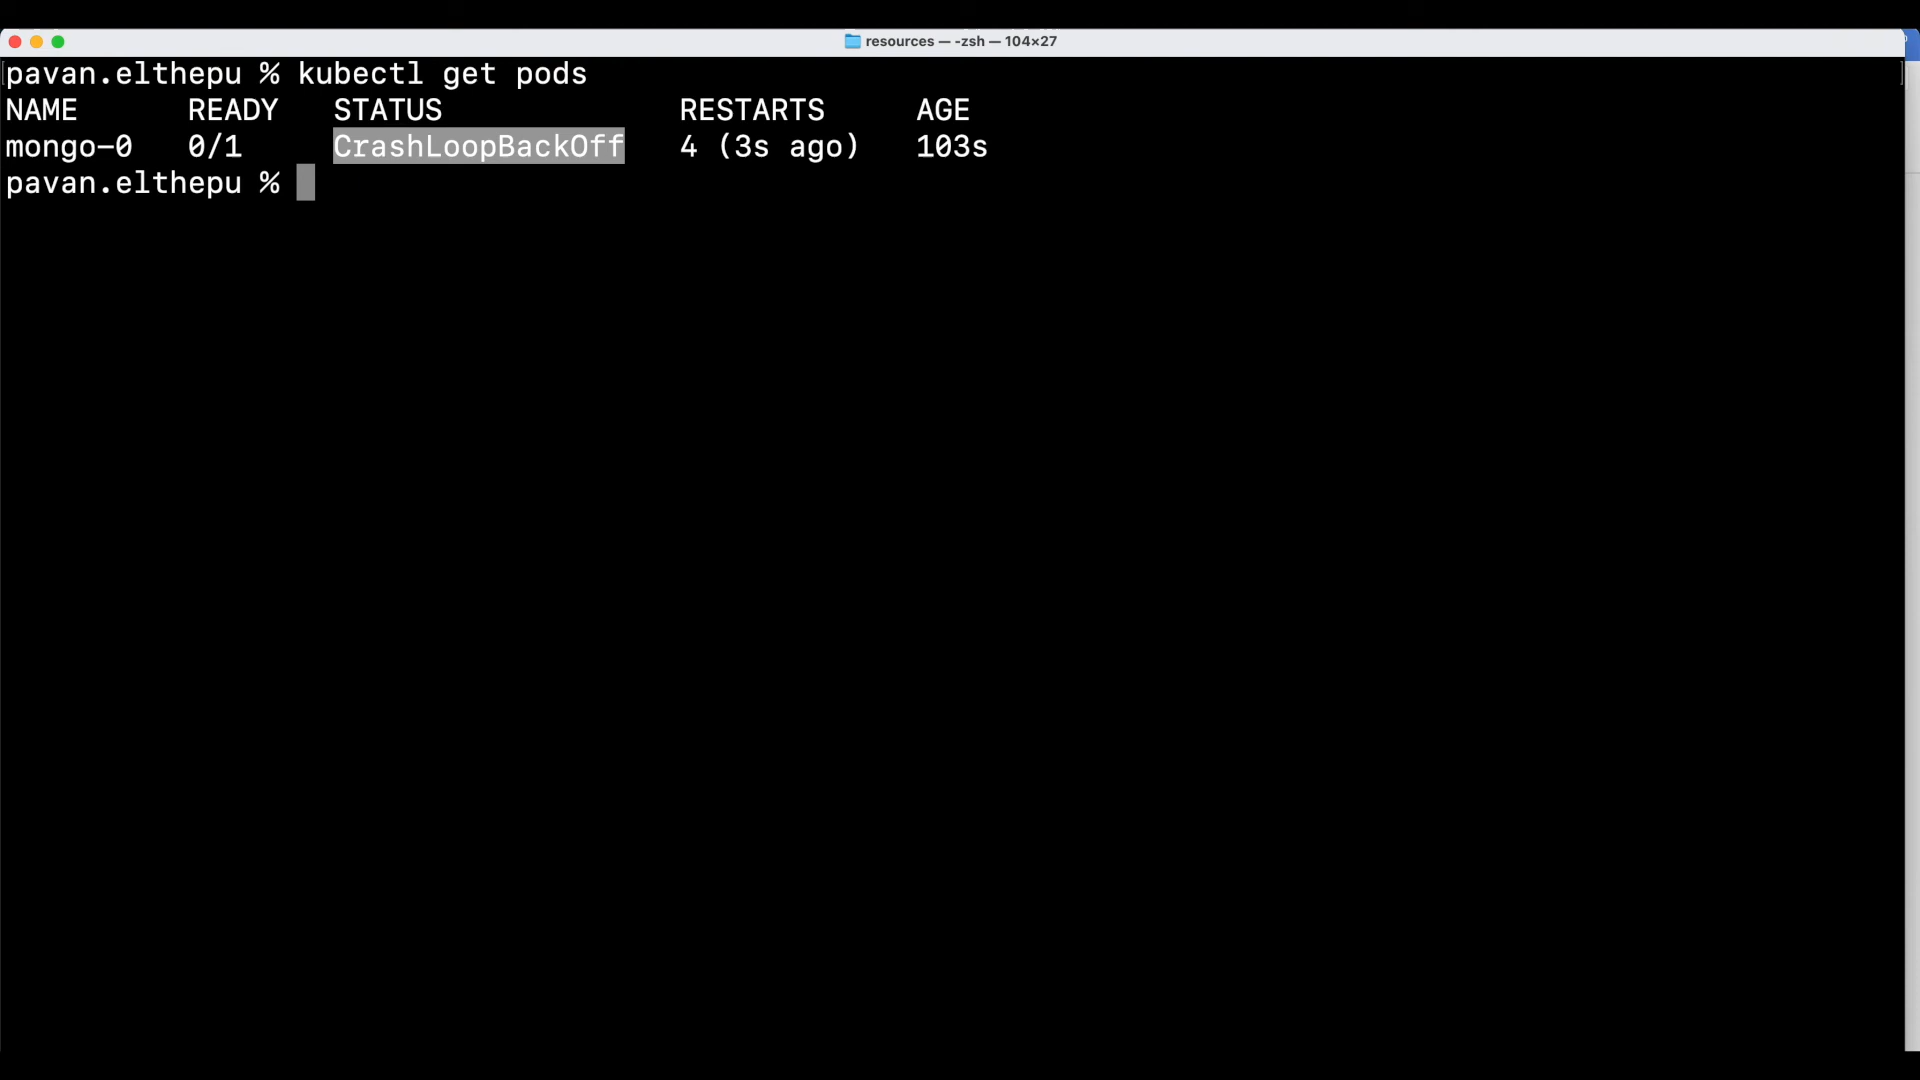 resources — -zsh — 104×27
pavan.elthepu % kubectl get pods
NAME READY STATUS RESTARTS AGE
mongo-0 0/1 CrashLoopBackOff 4 (3s ago) 103s
pavan.elthepu %